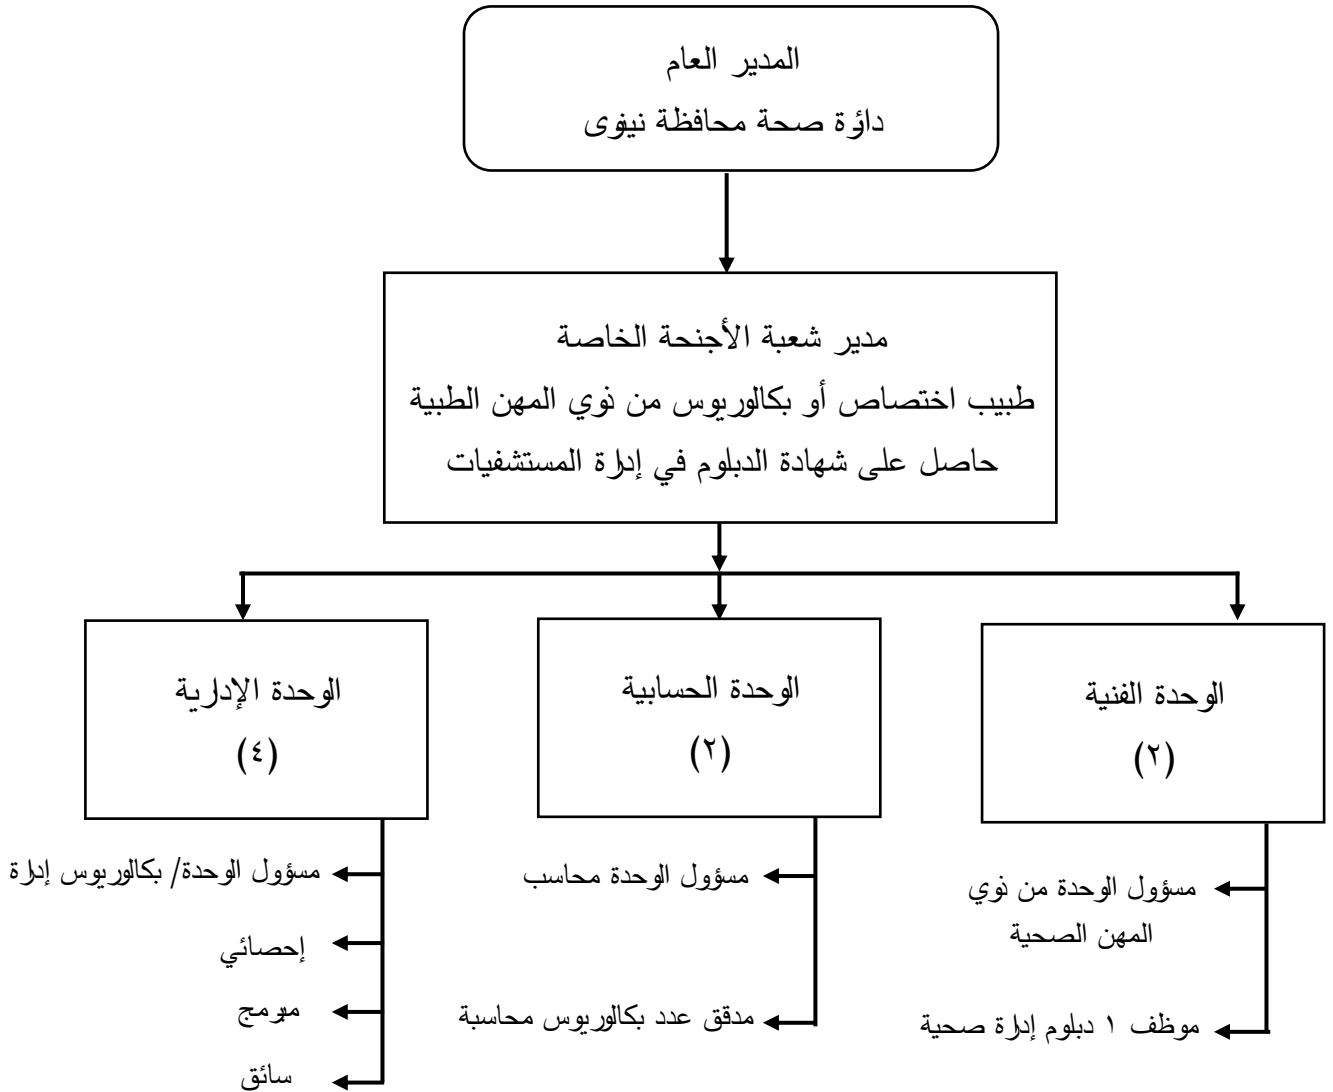 المدير العام
دائرة صحة محافظة نينوى
مدير شعبة الأجنحة الخاصة
طبيب اختصاص أو بكالوريوس من ذوي المهن الطبية
حاصل على شهادة الدبلوم في إدارة المستشفيات
الوحدة الفنية
(٢)
مسؤول الوحدة من ذوي
المهن الصحية
موظف ١ دبلوم إدارة صحية
الوحدة الحسابية
(٢)
مسؤول الوحدة محاسب
مدقق عدد بكالوريوس محاسبة
الوحدة الإدارية
(٤)
مسؤول الوحدة/ بكالوريوس إدارة
إحصائي
مبرمج
سائق